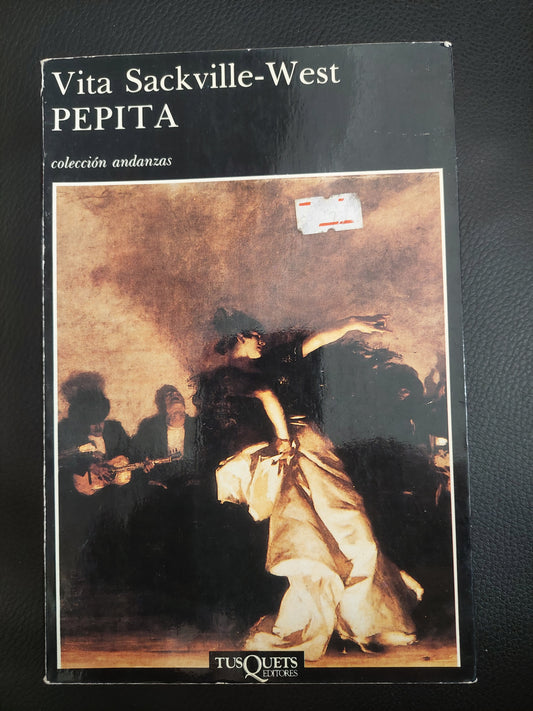 Vita Sackville-West
PEPITA
colección andanzas
TUSQUETS
EDITORES